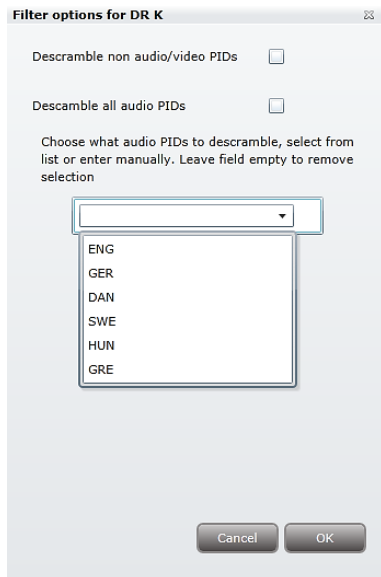 Filter options for DR K
Descramble non audio/video PIDs
Descamble all audio PIDs
Choose what audio PIDs to descramble, select from
list or enter manually. Leave field empty to remove
selection
ENG
GER
DAN
SWE
HUN
GRE
Cancel OK